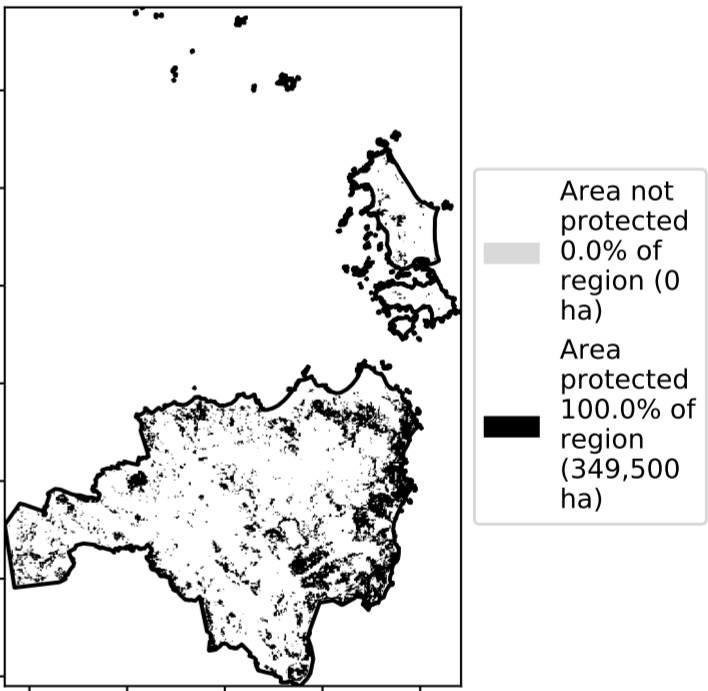 Area not
protected
0.0% of
region (0
ha)
Area
protected
100.0% of
region
(349,500
ha)